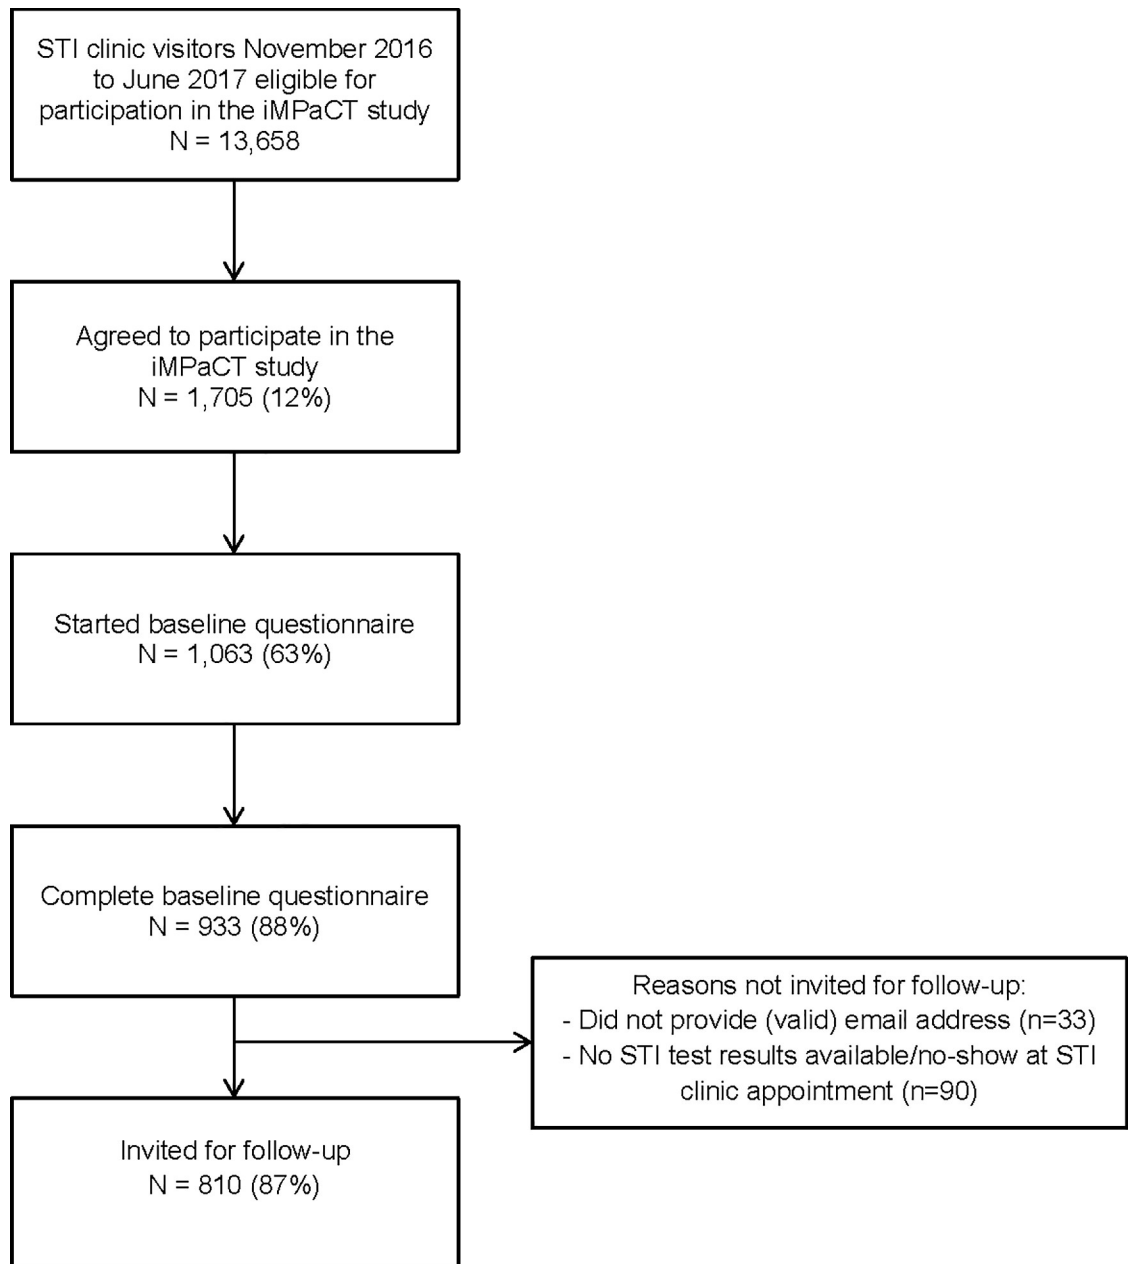 STI clinic visitors November 2016
to June 2017 eligible for
participation in the iMPaCT study
N = 13,658
Agreed to participate in the
iMPaCT study
N = 1,705 (12%)
Started baseline questionnaire
N = 1,063 (63%)
Complete baseline questionnaire
N = 933 (88%)
Reasons not invited for follow-up:
- Did not provide (valid) email address (n=33)
- No STI test results available/no-show at STI
clinic appointment (n=90)
Invited for follow-up
N = 810 (87%)